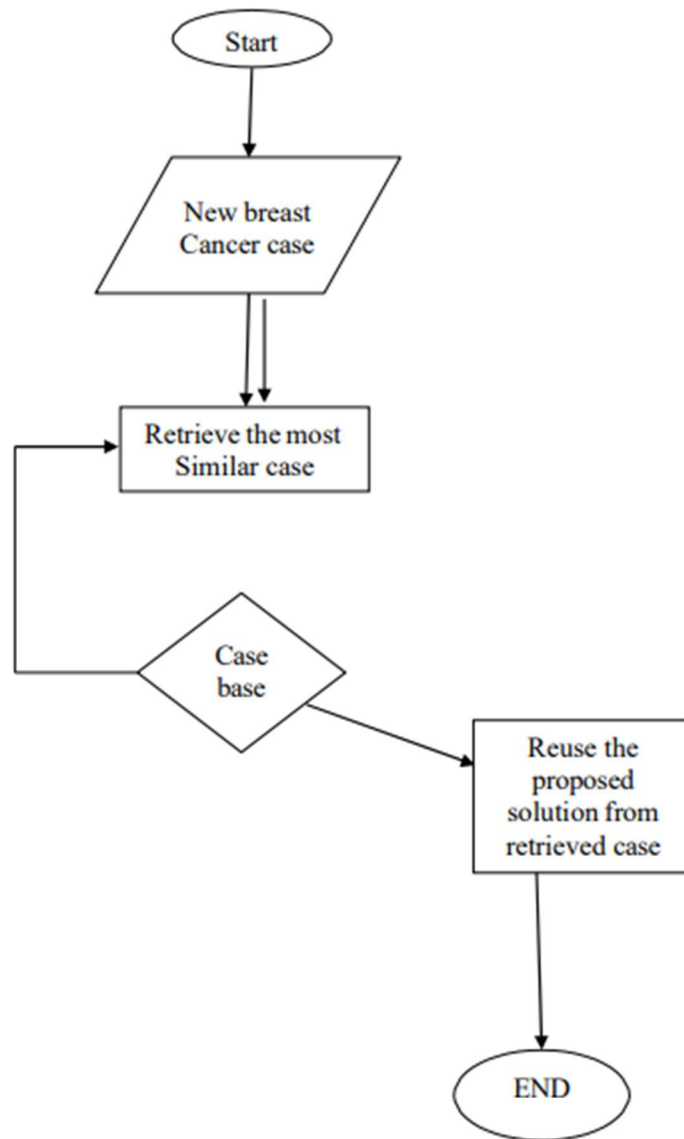 Start
New breast
Cancer case
Retrieve the most
Similar case
Case
base
Reuse the
proposed
solution from
retrieved case
END